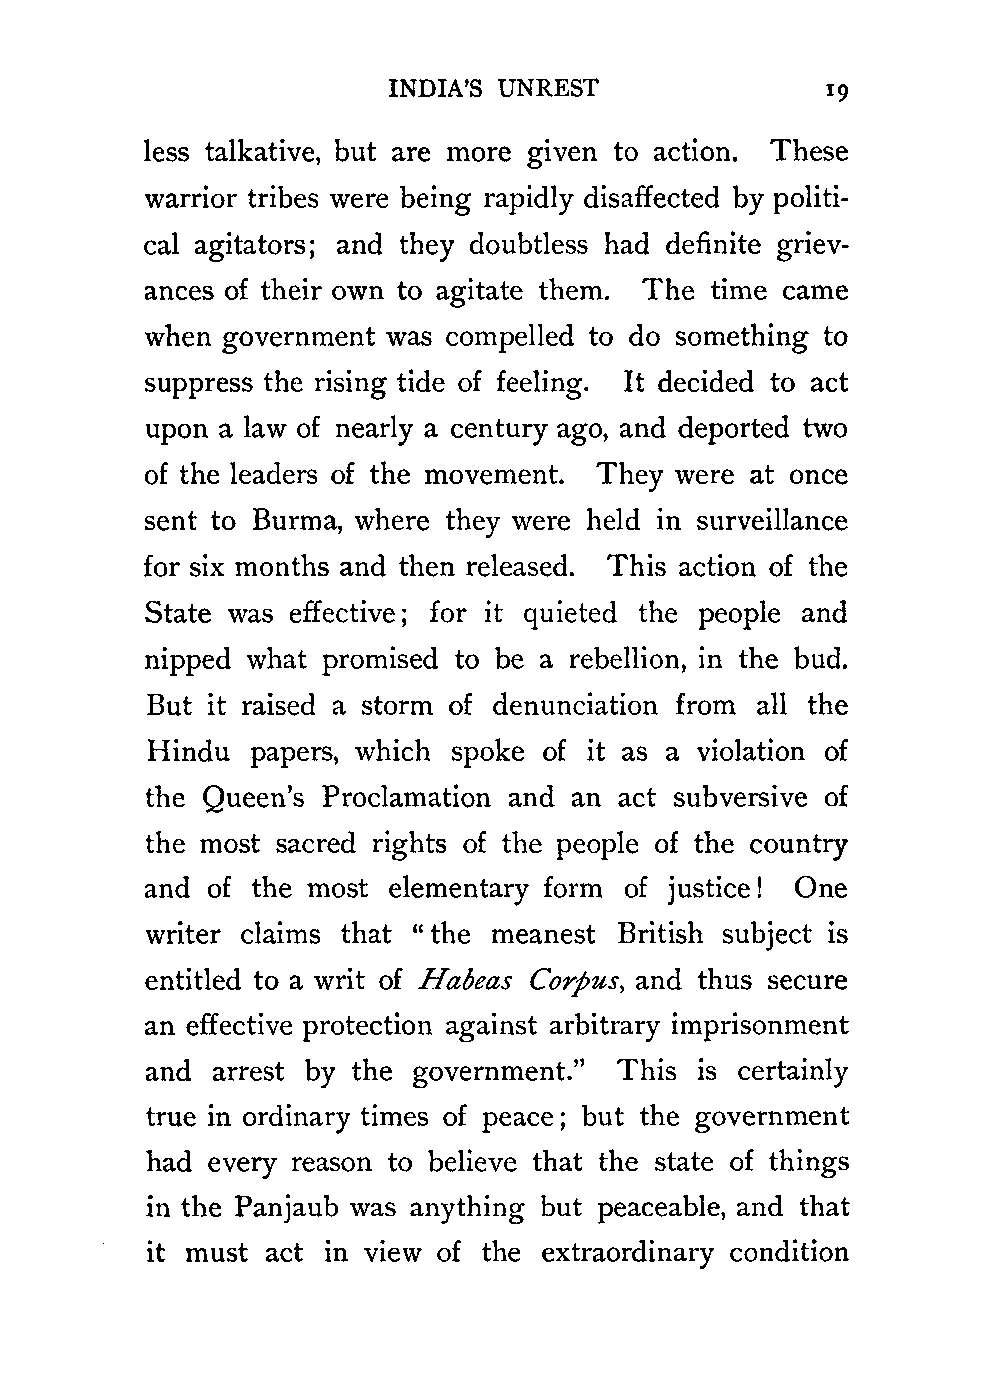 INDIA'S UNREST 19
less talkative, but are more given to action. These
warrior tribes were being rapidly disaffected by politi-
cal agitators; and they doubtless had definite griev-
ances of their own to agitate them. The time came
when government was compelled to do something to
suppress the rising tide of feeling. It decided to act
upon a law of nearly a century ago, and deported two
of the leaders of the movement. They were at once
sent to Burma, where they were held in surveillance
for six months and then released. This action of the
State was effective; for it quieted the people and
nipped what promised to be a rebellion, in the bud.
But it raised a storm of denunciation from all the
Hindu papers, which spoke of it as a violation of
the Queen's Proclamation and an act subversive of
the most sacred rights of the people of the country
and of the most elementary form of justice! One
writer claims that "the meanest British subject is
entitled to a writ of Habeas Corpus, and thus secure
an effective protection against arbitrary imprisonment
and arrest by the government." This is certainly
true in ordinary times of peace; but the government
had every reason to believe that the state of things
in the Panjaub was anything but peaceable, and that
it must act in view of the extraordinary condition